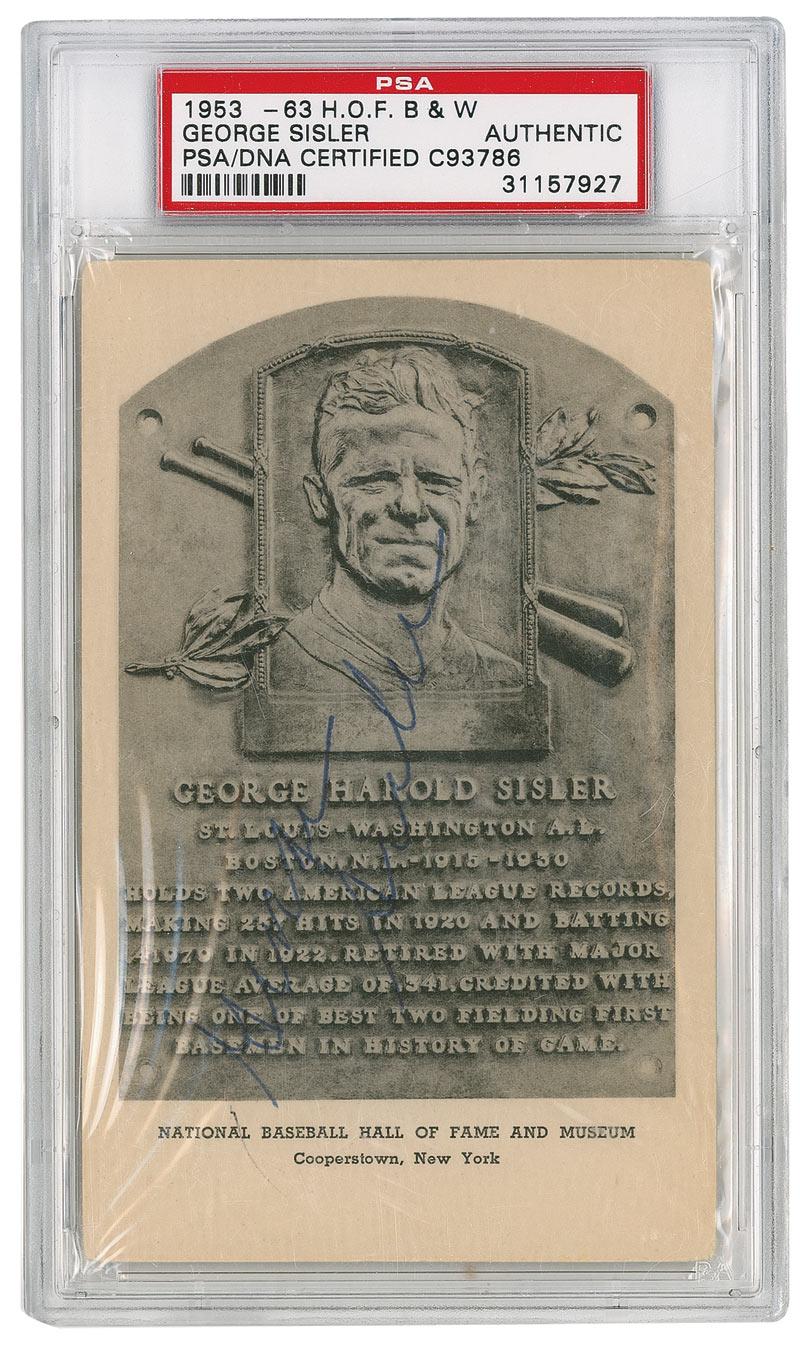 PSA
1953 -63 H.O.F. B & W
GEORGE SISLER AUTHENTIC
PSA/DNA CERTIFIED C93786
31157927
GEORGE HAROLD SISLER
ST. LOUIS-WASHINGTON A.L.
BOSTON, N.L.-1915-1930
HOLDS TWO AMERICAN LEAGUE RECORDS,
MAKING 257 HITS IN 1920 AND BATTING
.41979 IN 1922. RETIRED WITH MAJOR
LEAGUE AVERAGE OF .341. CREDITED WITH
BEING ONE OF BEST TWO FIELDING FIRST
BASEMEN IN HISTORY OF GAME.
George Sisler
NATIONAL BASEBALL HALL OF FAME AND MUSEUM
Cooperstown, New York